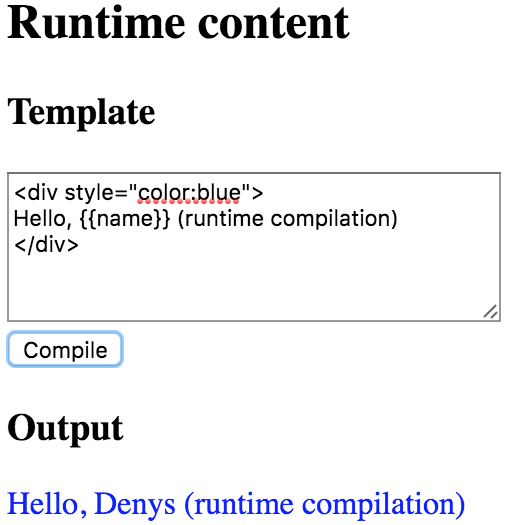 Runtime content
Template
<div style="color:blue">
Hello, {{name}} (runtime compilation)
</div>
Compile
Output
Hello, Denys (runtime compilation)